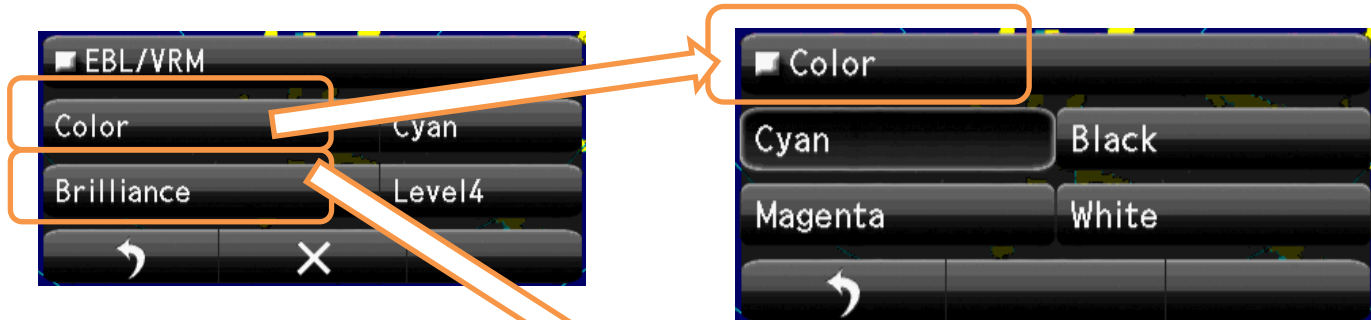 EBL/VRM
Color Cyan
Brilliance Level4
Color
Cyan Black
Magenta White